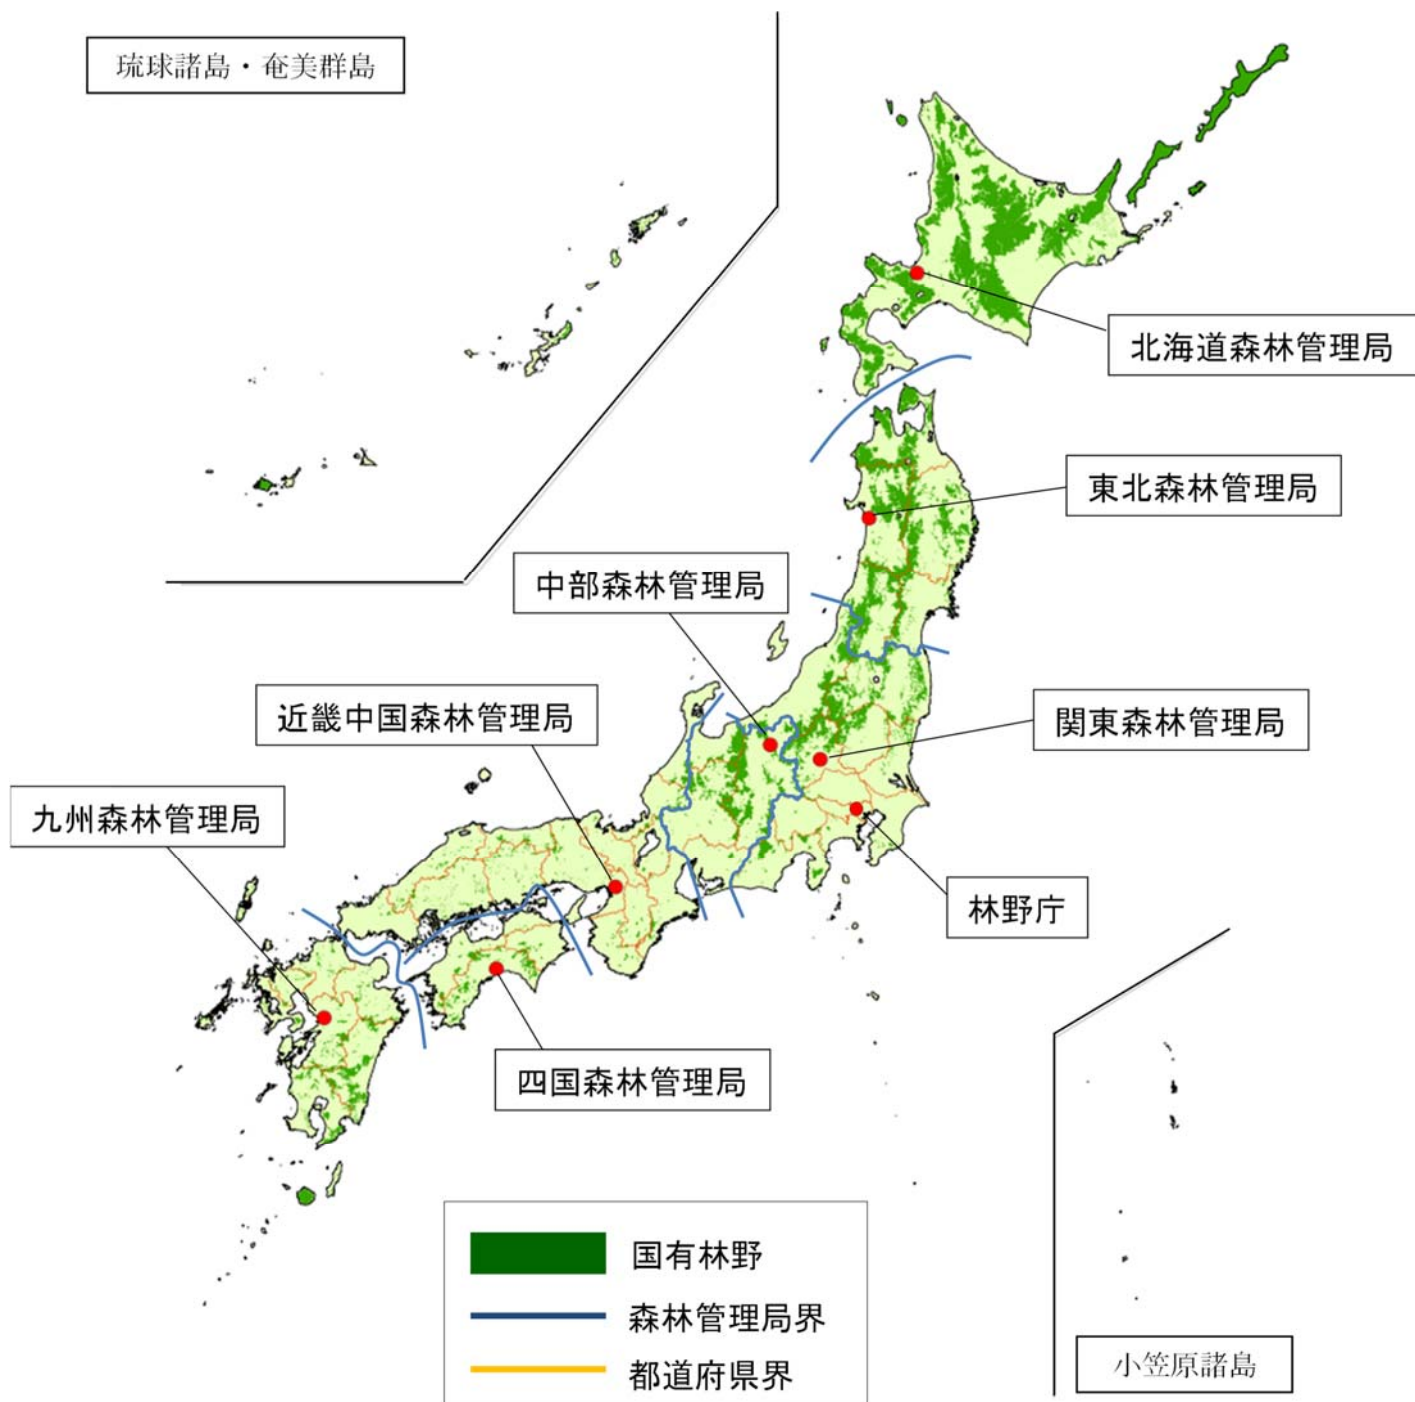 琉球諸島・奄美群島
北海道森林管理局
東北森林管理局
中部森林管理局
近畿中国森林管理局
関東森林管理局
九州森林管理局
林野庁
四国森林管理局
国有林野
森林管理局界
都道府県界
小笠原諸島